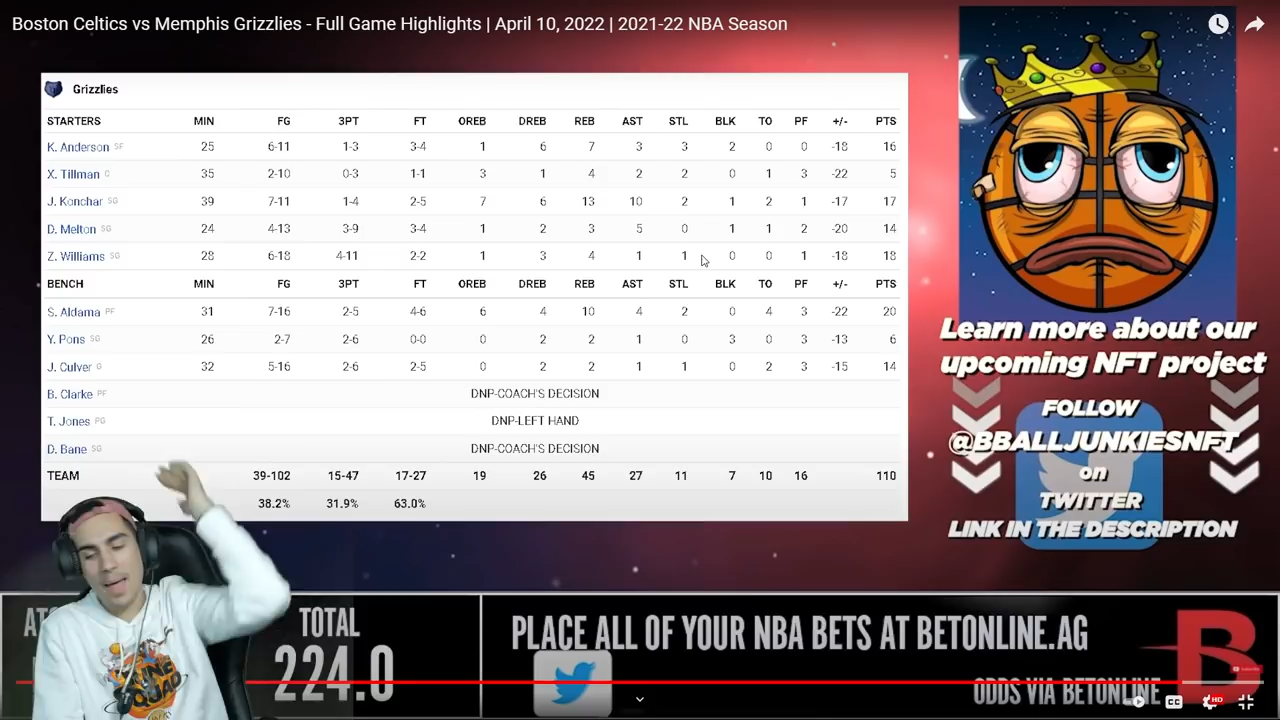 Boston Celtics vs Memphis Grizzlies - Full Game Highlights | April 10, 2022 | 2021-22 NBA Season
Grizzlies
STARTERS MIN FG 3PT FT OREB DREB REB AST STL BLK TO PF +/- PTS
K. Anderson SF 25 6-11 1-3 3-4 1 6 7 3 3 2 0 0 -18 16
X. Tillman C 35 2-10 0-3 1-1 3 1 4 2 2 0 1 3 -22 5
J. Konchar SG 39 7-11 1-4 2-5 7 6 13 10 2 1 2 1 -17 17
D. Melton SG 24 4-13 3-9 3-4 1 2 3 5 0 1 1 2 -20 14
Z. Williams SG 28 6-18 4-11 2-2 1 3 4 1 1 0 0 1 -18 18
BENCH MIN FG 3PT FT OREB DREB REB AST STL BLK TO PF +/- PTS
S. Aldama PF 31 7-16 2-5 4-6 6 4 10 4 2 0 4 3 -22 20
Y. Pons SG 26 2-7 2-6 0-0 0 2 2 1 0 3 0 3 -13 6
J. Culver G 32 5-16 2-6 2-5 0 2 2 1 1 0 2 3 -15 14
B. Clarke PF DNP-COACH'S DECISION
T. Jones PG DNP-LEFT HAND
D. Bane SG DNP-COACH'S DECISION
TEAM 39-102 15-47 17-27 19 26 45 27 11 7 10 16 110
38.2% 31.9% 63.0%
Learn more about our
upcoming NFT project
FOLLOW
@BBALLJUNKIESNFT
on
TWITTER
LINK IN THE DESCRIPTION
TOTAL
224.0
PLACE ALL OF YOUR NBA BETS AT BETONLINE.AG
ODDS VIA BETONLINE
B
CC
HD